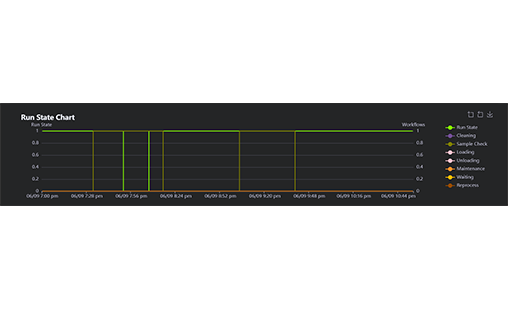 Run State Chart
Run State
Workflows
1
0.8
0.6
0.4
0.2
0
1
0.8
0.6
0.4
0.2
0
06/09 7:00 pm
06/09 7:28 pm
06/09 7:56 pm
06/09 8:24 pm
06/09 8:52 pm
06/09 9:20 pm
06/09 9:48 pm
06/09 10:16 pm
06/09 10:44 pm
Run State
Cleaning
Sample Check
Loading
Unloading
Maintenance
Waiting
Reprocess